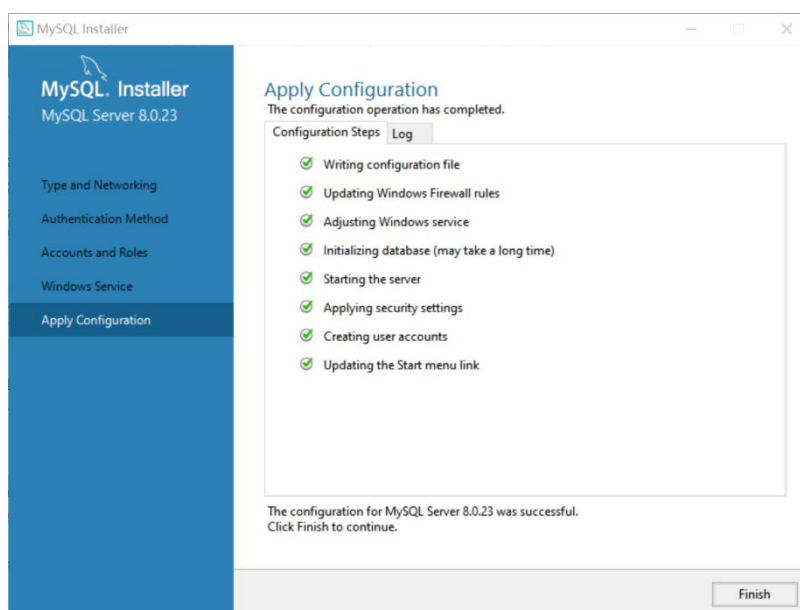 MySQL Installer
MySQL. Installer
MySQL Server 8.0.23
Type and Networking
Authentication Method
Accounts and Roles
Windows Service
Apply Configuration
Apply Configuration
The configuration operation has completed.
Configuration Steps Log
Writing configuration file
Updating Windows Firewall rules
Adjusting Windows service
Initializing database (may take a long time)
Starting the server
Applying security settings
Creating user accounts
Updating the Start menu link
The configuration for MySQL Server 8.0.23 was successful.
Click Finish to continue.
Finish